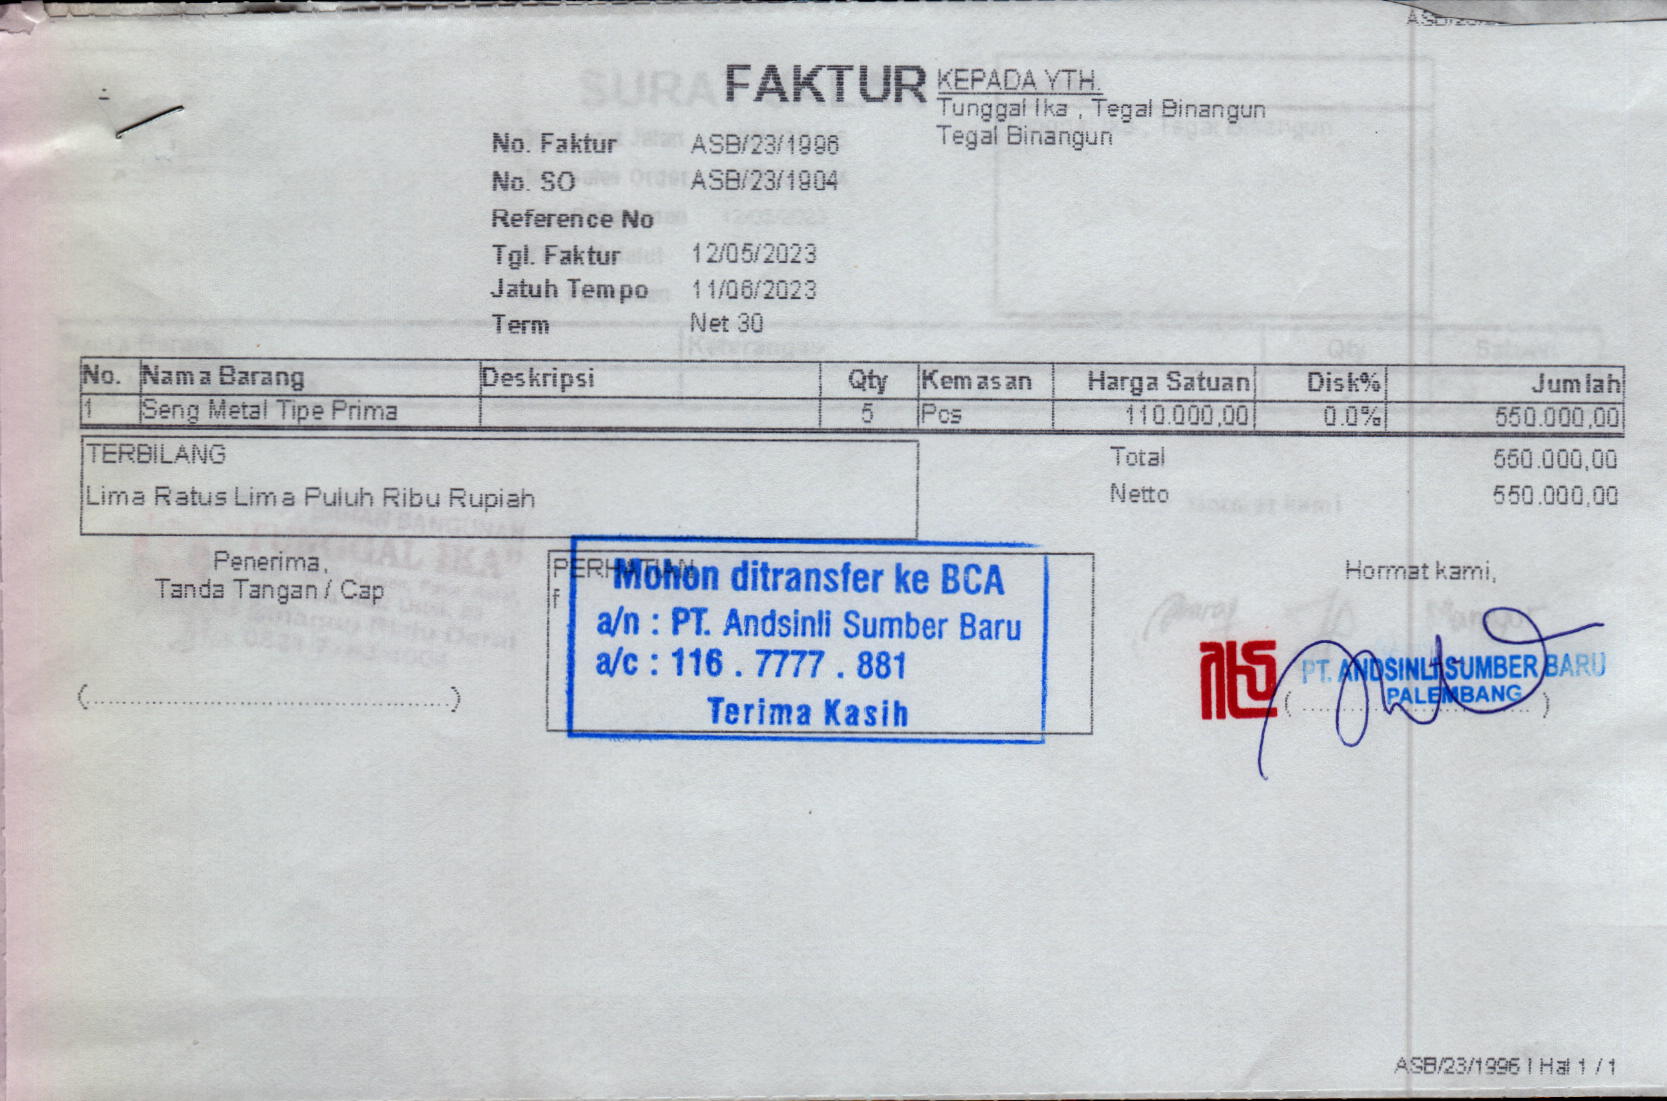 FAKTUR
KEPADA YTH.
Tunggal Ika , Tegal Binangun
Tegal Binangun
No. Faktur ASB/23/1996
No. SO ASB/23/1904
Reference No
Tgl. Faktur 12/05/2023
Jatuh Tempo 11/06/2023
Term Net 30
No. Nama Barang Deskripsi Qty Kemasan Harga Satuan Disk% Jumlah
1 Seng Metal Tipe Prima 5 Pcs 110.000,00 0.0% 550.000,00
TERBILANG
Lima Ratus Lima Puluh Ribu Rupiah
Total 550.000,00
Netto 550.000,00
Penerima,
Tanda Tangan / Cap
(....................)
PERHATIAN
f
Mohon ditransfer ke BCA
a/n : PT. Andsinli Sumber Baru
a/c : 116 . 7777 . 881
Terima Kasih
Hormat kami,
PT. ANDSINLI SUMBER BARU
PALEMBANG
(....................)
ASB/23/1996 | Hal 1 / 1